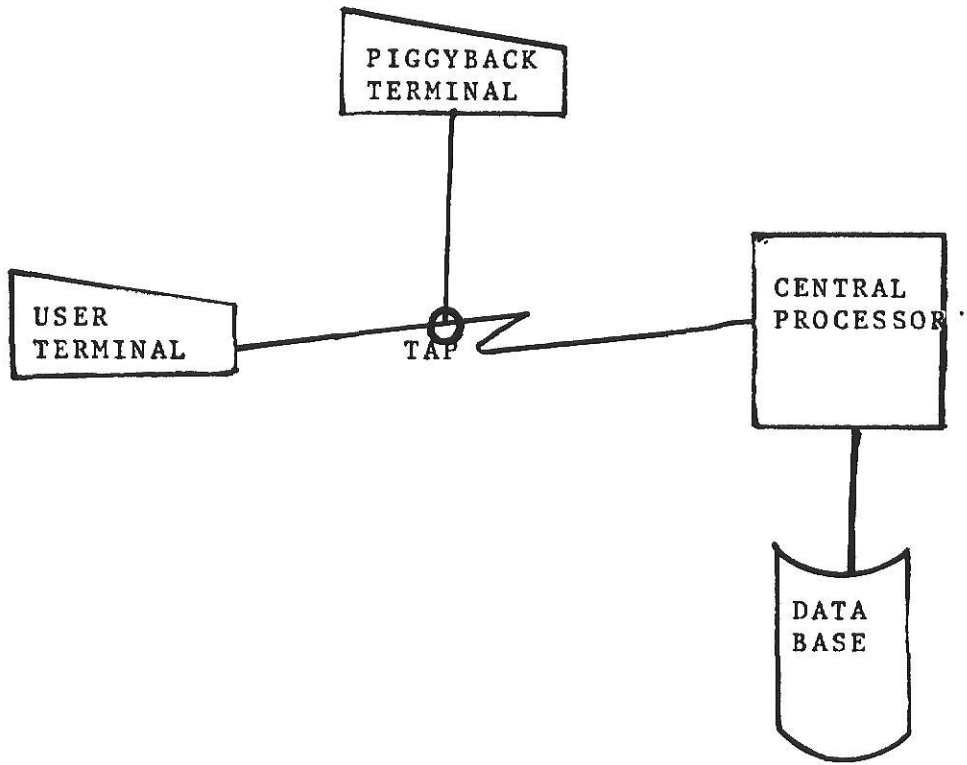 PIGGYBACK
TERMINAL
USER
TERMINAL
TAP
CENTRAL
PROCESSOR
DATA
BASE